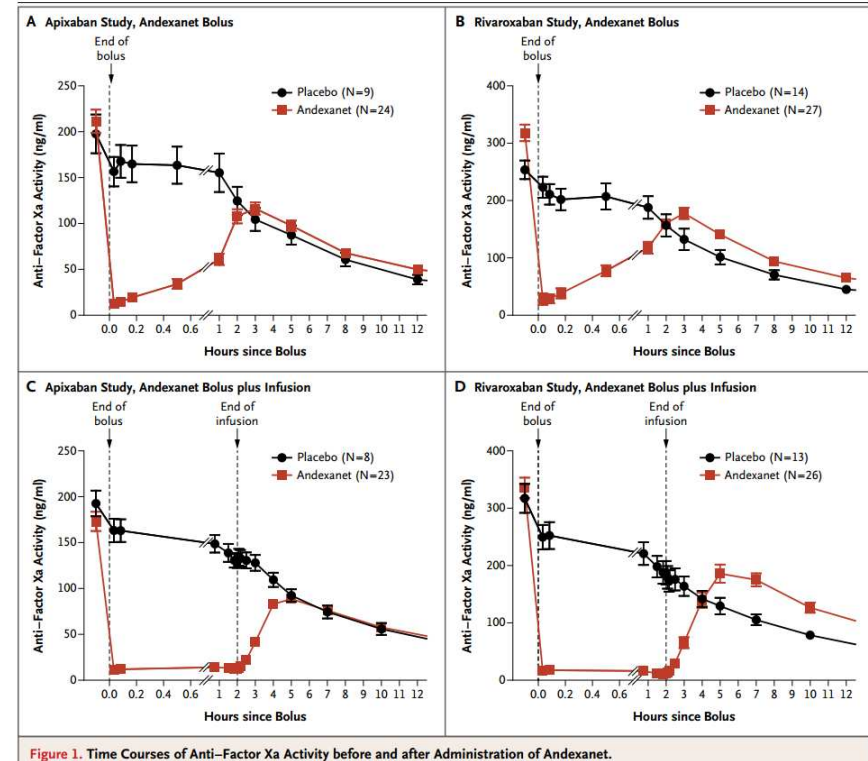 A Apixaban Study, Andexanet Bolus
End of
bolus
Anti–Factor Xa Activity (ng/ml)
250
200
150
100
50
0
Placebo (N=9)
Andexanet (N=24)
0.0 0.2 0.4 0.6 1 2 3 4 5 6 7 8 9 10 11 12
Hours since Bolus
B Rivaroxaban Study, Andexanet Bolus
End of
bolus
Anti–Factor Xa Activity (ng/ml)
400
300
200
100
0
Placebo (N=14)
Andexanet (N=27)
0.0 0.2 0.4 0.6 1 2 3 4 5 6 7 8 9 10 11 12
Hours since Bolus
C Apixaban Study, Andexanet Bolus plus Infusion
End of
bolus
End of
infusion
Anti–Factor Xa Activity (ng/ml)
250
200
150
100
50
0
Placebo (N=8)
Andexanet (N=23)
0.0 0.2 0.4 0.6 1 2 3 4 5 6 7 8 9 10 11 12
Hours since Bolus
D Rivaroxaban Study, Andexanet Bolus plus Infusion
End of
bolus
End of
infusion
Anti–Factor Xa Activity (ng/ml)
400
300
200
100
0
Placebo (N=13)
Andexanet (N=26)
0.0 0.2 0.4 0.6 1 2 3 4 5 6 7 8 9 10 11 12
Hours since Bolus
Figure 1. Time Courses of Anti–Factor Xa Activity before and after Administration of Andexanet.